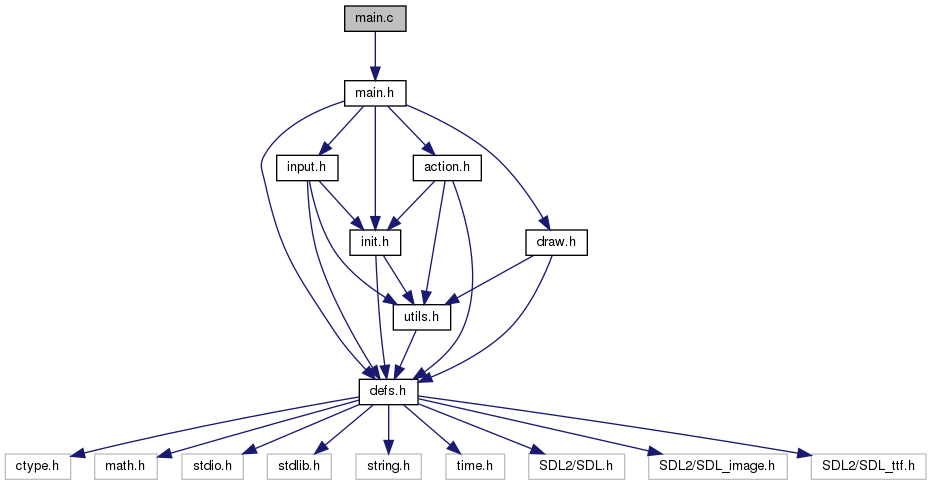 main.c
main.h
input.h
action.h
init.h
draw.h
utils.h
defs.h
ctype.h
math.h
stdio.h
stdlib.h
string.h
time.h
SDL2/SDL.h
SDL2/SDL_image.h
SDL2/SDL_ttf.h